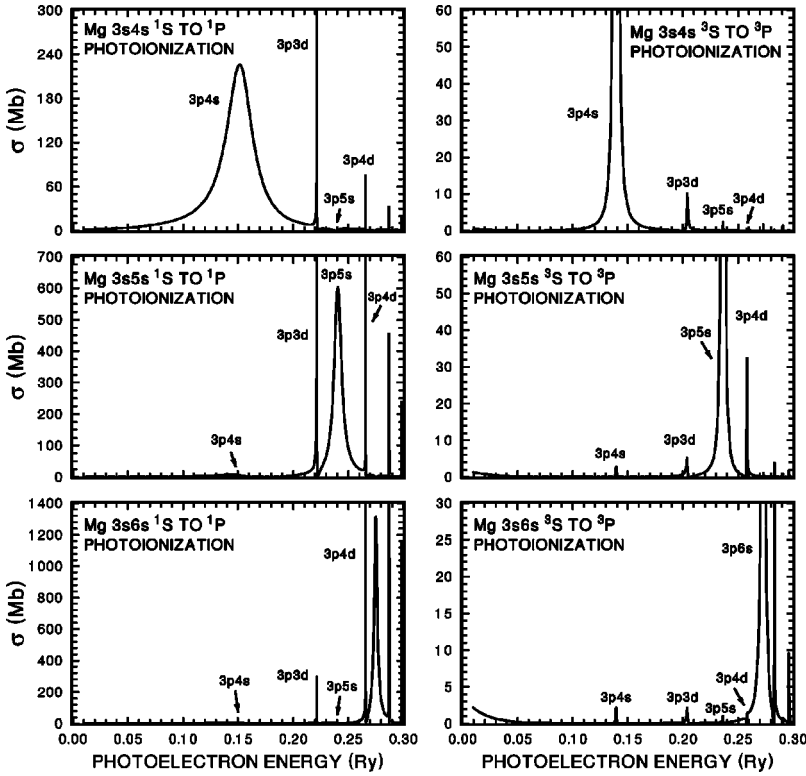 Mg 3s4s ¹S TO ¹P
PHOTOIONIZATION
3p3d
3p4s
3p4d
3p5s
300
240
180
120
60
0
σ (Mb)
Mg 3s4s ³S TO ³P
PHOTOIONIZATION
3p4s
3p3d
3p5s
3p4d
60
50
40
30
20
10
0
Mg 3s5s ¹S TO ¹P
PHOTOIONIZATION
3p5s
3p4d
3p3d
3p4s
700
600
500
400
300
200
100
0
σ (Mb)
Mg 3s5s ³S TO ³P
PHOTOIONIZATION
3p4d
3p5s
3p4s
3p3d
60
50
40
30
20
10
0
Mg 3s6s ¹S TO ¹P
PHOTOIONIZATION
3p4d
3p4s
3p3d
3p5s
1400
1200
1000
800
600
400
200
0
σ (Mb)
0.00 0.05 0.10 0.15 0.20 0.25 0.30
PHOTOELECTRON ENERGY (Ry)
Mg 3s6s ³S TO ³P
PHOTOIONIZATION
3p6s
3p4d
3p4s
3p3d
3p5s
30
25
20
15
10
5
0
0.00 0.05 0.10 0.15 0.20 0.25 0.30
PHOTOELECTRON ENERGY (Ry)